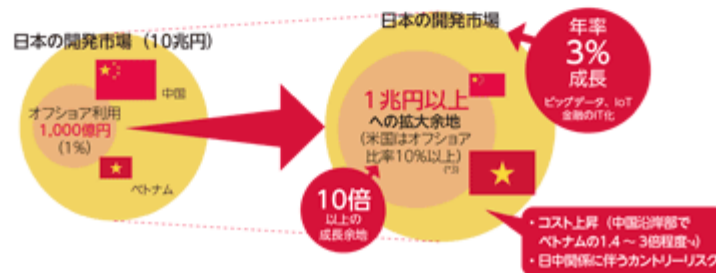 日本の開発市場（10兆円）
中国
オフショア利用
1,000億円
（1%）
ベトナム
日本の開発市場
1兆円以上
への拡大余地
（米国はオフショア
比率10%以上）
(*3)
10倍
以上の
成長余地
年率
3%
成長
ビッグデータ、IoT
金融のIT化
・コスト上昇（中国沿岸部で
ベトナムの1.4～3倍程度
・日中関係に伴うカントリーリスク